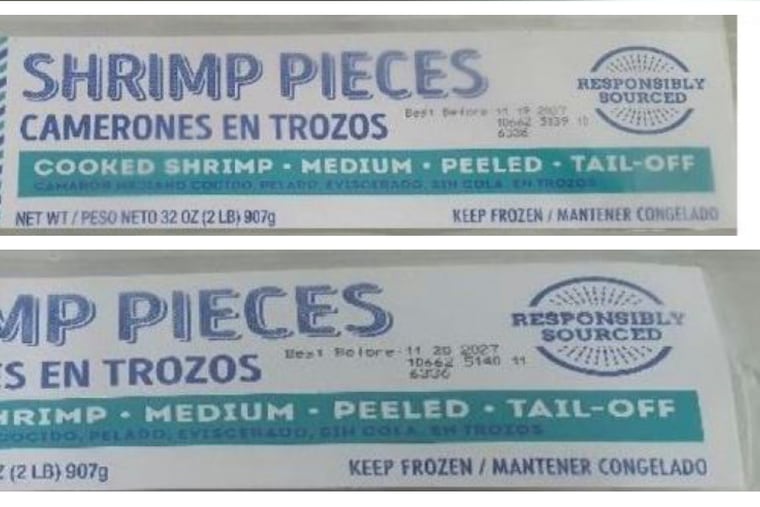 SHRIMP PIECES
CAMERONES EN TROZOS
Best Before 11 19 2027
10662 5139 10
6336
RESPONSIBLY
SOURCED
COOKED SHRIMP • MEDIUM • PEELED • TAIL-OFF
CAMARON MEDIANO COCIDO, PELADO, EVISCERADO, SIN COLA, EN TROZOS
NET WT / PESO NETO 32 OZ (2 LB) 907g
KEEP FROZEN / MANTENER CONGELADO
MP PIECES
S EN TROZOS
Best Before 11 20 2027
10662 5140 11
6336
RESPONSIBLY
SOURCED
HRIMP • MEDIUM • PEELED • TAIL-OFF
COCIDO, PELADO, EVISCERADO, SIN COLA, EN TROZOS
Z (2 LB) 907g
KEEP FROZEN / MANTENER CONGELADO